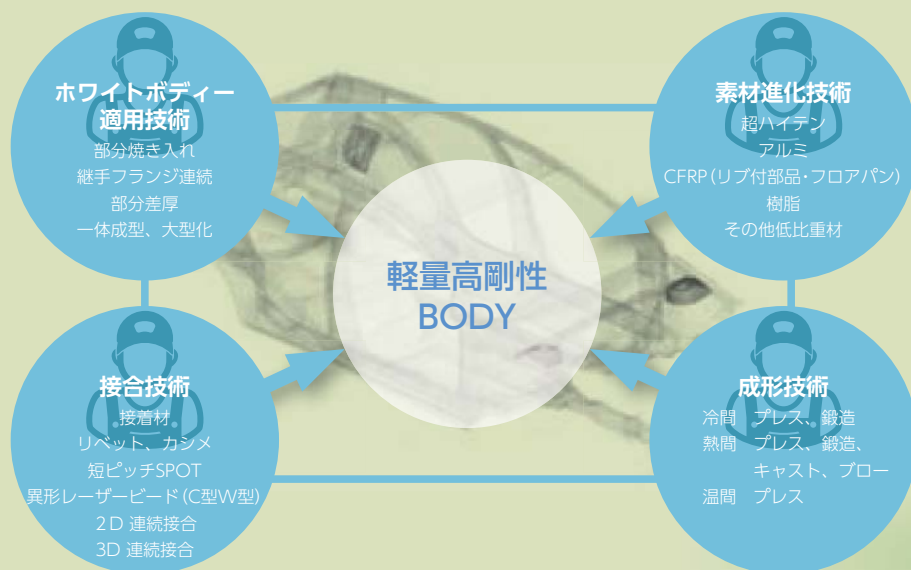 ホワイトボディー
適用技術
部分焼き入れ
継手フランジ連続
部分差厚
一体成型、大型化
素材進化技術
超ハイテン
アルミ
CFRP(リブ付部品・フロアパン)
樹脂
その他低比重材
軽量高剛性
BODY
接合技術
接着材
リベット、カシメ
短ピッチSPOT
異形レーザービード(C型W型)
2D 連続接合
3D 連続接合
成形技術
冷間 プレス、鍛造
熱間 プレス、鍛造、
キャスト、ブロー
温間 プレス